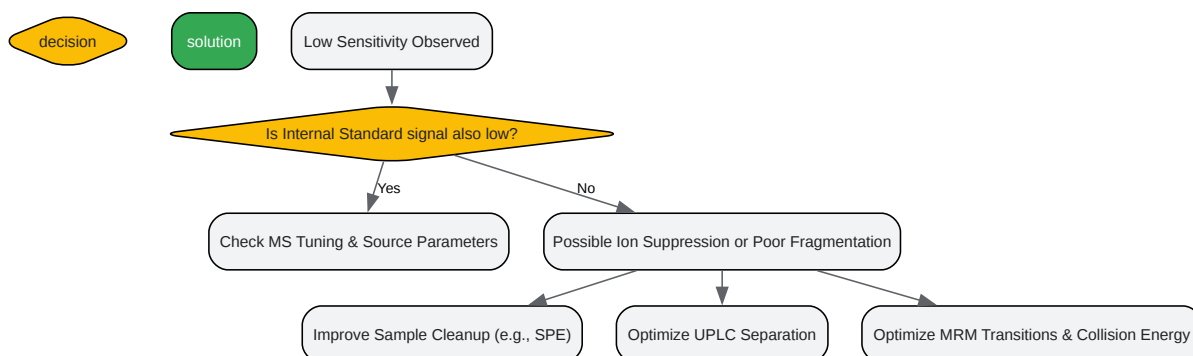 decision
solution
Low Sensitivity Observed
Is Internal Standard signal also low?
Yes
No
Check MS Tuning & Source Parameters
Possible Ion Suppression or Poor Fragmentation
Improve Sample Cleanup (e.g., SPE)
Optimize UPLC Separation
Optimize MRM Transitions & Collision Energy